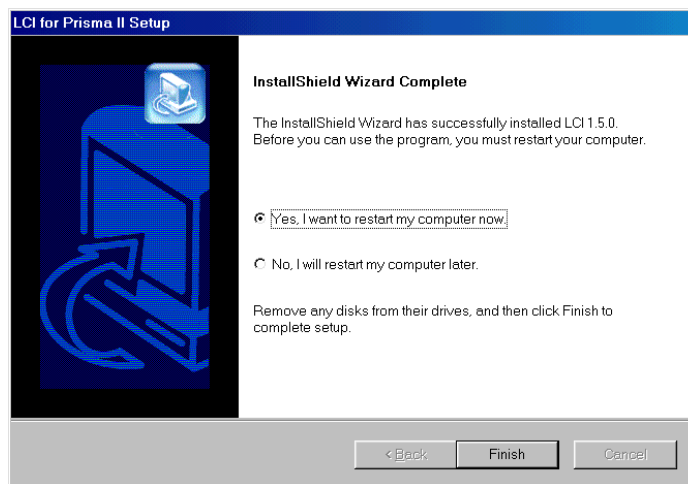 LCI for Prisma II Setup
InstallShield Wizard Complete
The InstallShield Wizard has successfully installed LCI 1.5.0.
Before you can use the program, you must restart your computer.
Yes, I want to restart my computer now.
No, I will restart my computer later.
Remove any disks from their drives, and then click Finish to
complete setup.
< Back Finish Cancel